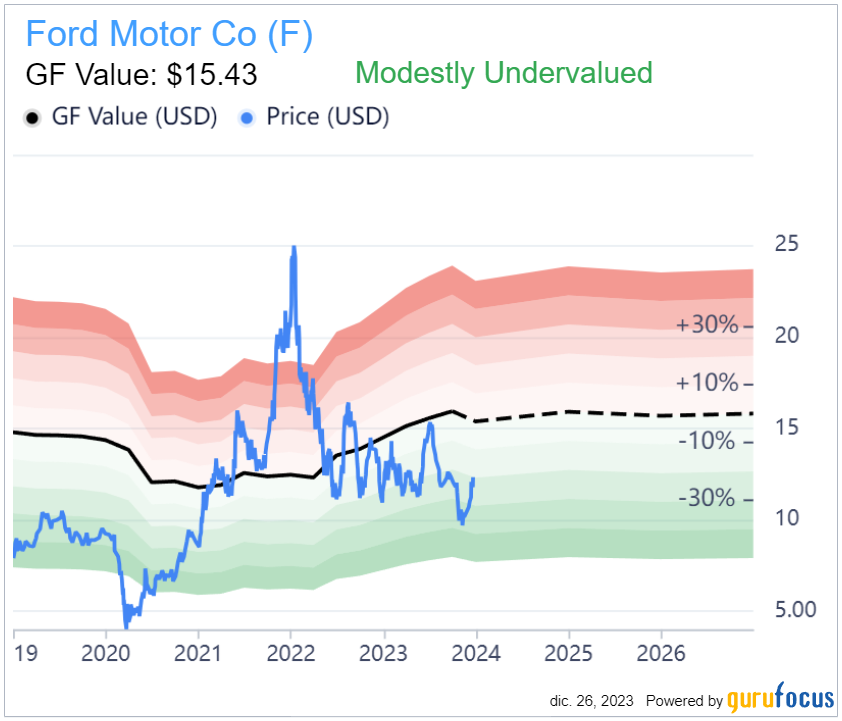 Ford Motor Co (F)
GF Value: $15.43
Modestly Undervalued
GF Value (USD) Price (USD)
25
+30%
20
+10%
15
-10%
-30%
10
5.00
19 2020 2021 2022 2023 2024 2025 2026
dic. 26, 2023 Powered by gurufocus